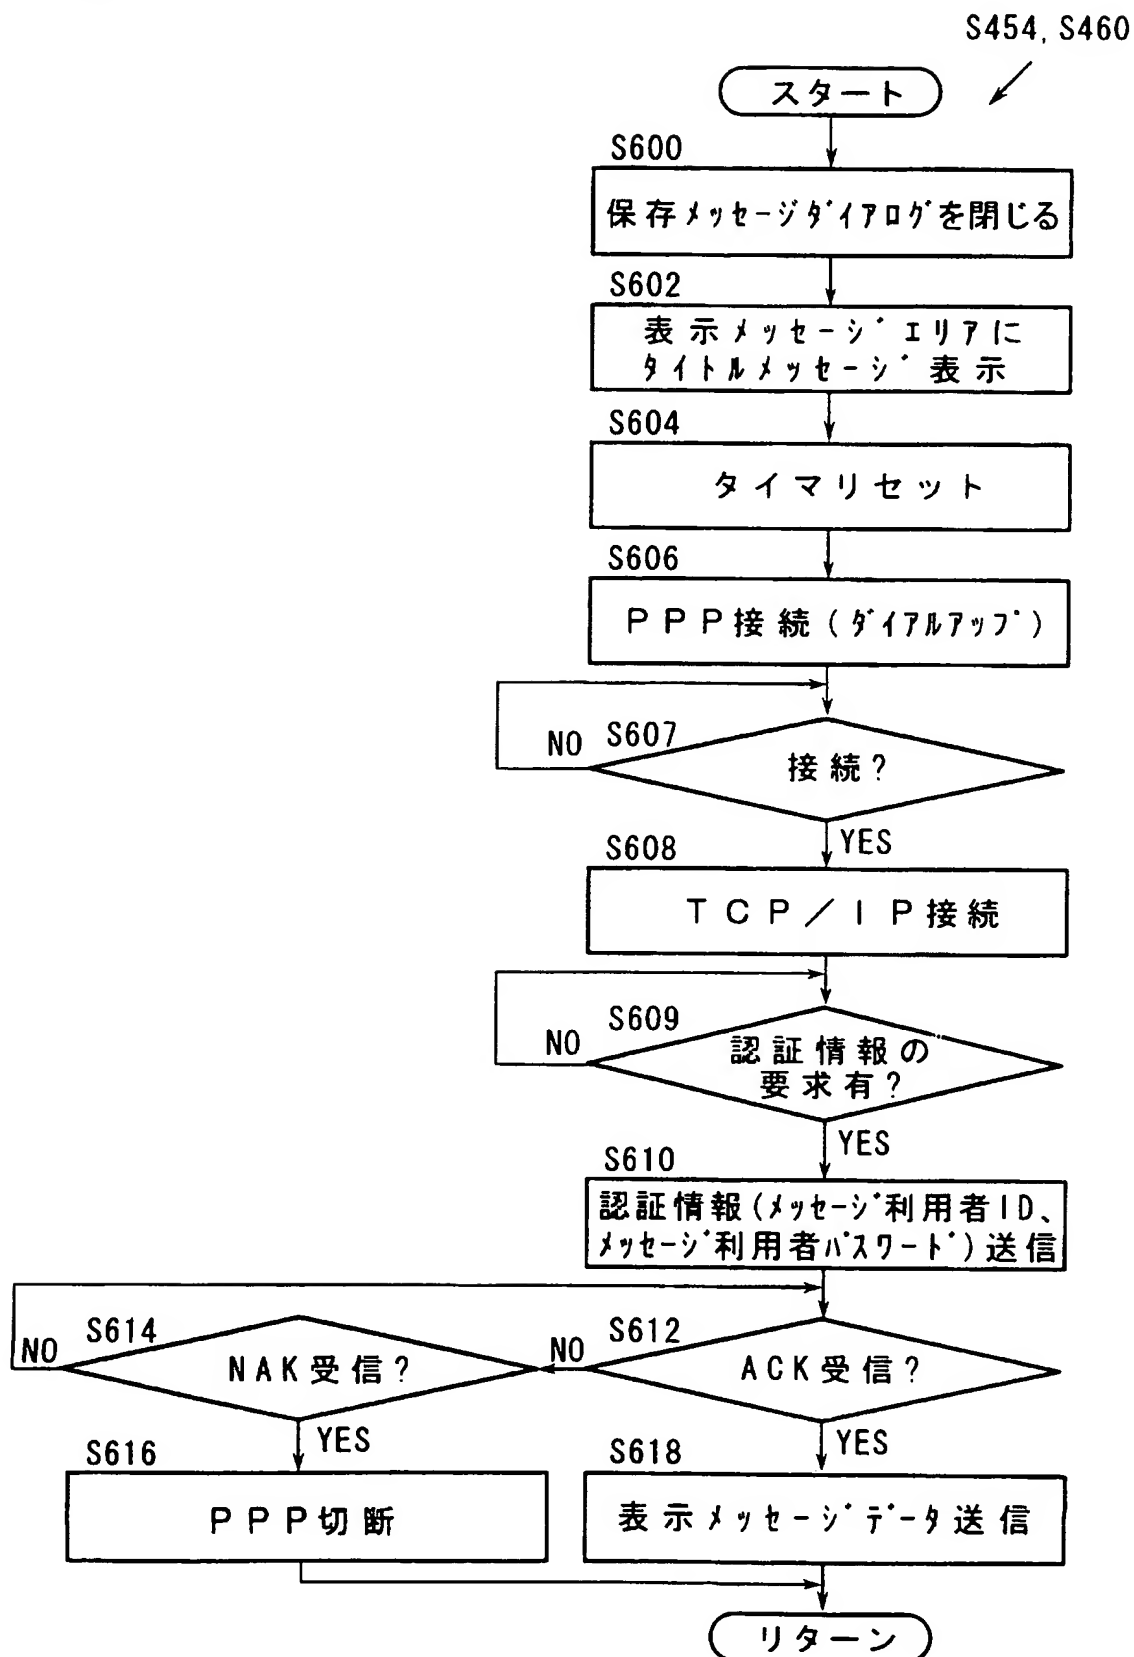 S454, S460
スタート
S600
保存メッセージダイアログを閉じる
S602
表示メッセージエリアに
タイトルメッセージ表示
S604
タイマリセット
S606
PPP接続(ダイアルアップ)
S607
NO
接続?
YES
S608
TCP/IP接続
S609
NO
認証情報の
要求有?
YES
S610
認証情報(メッセージ利用者ID、
メッセージ利用者パスワード)送信
S614
NO
NAK受信?
S612
NO
ACK受信?
YES
YES
S616
PPP切断
S618
表示メッセージデータ送信
リターン